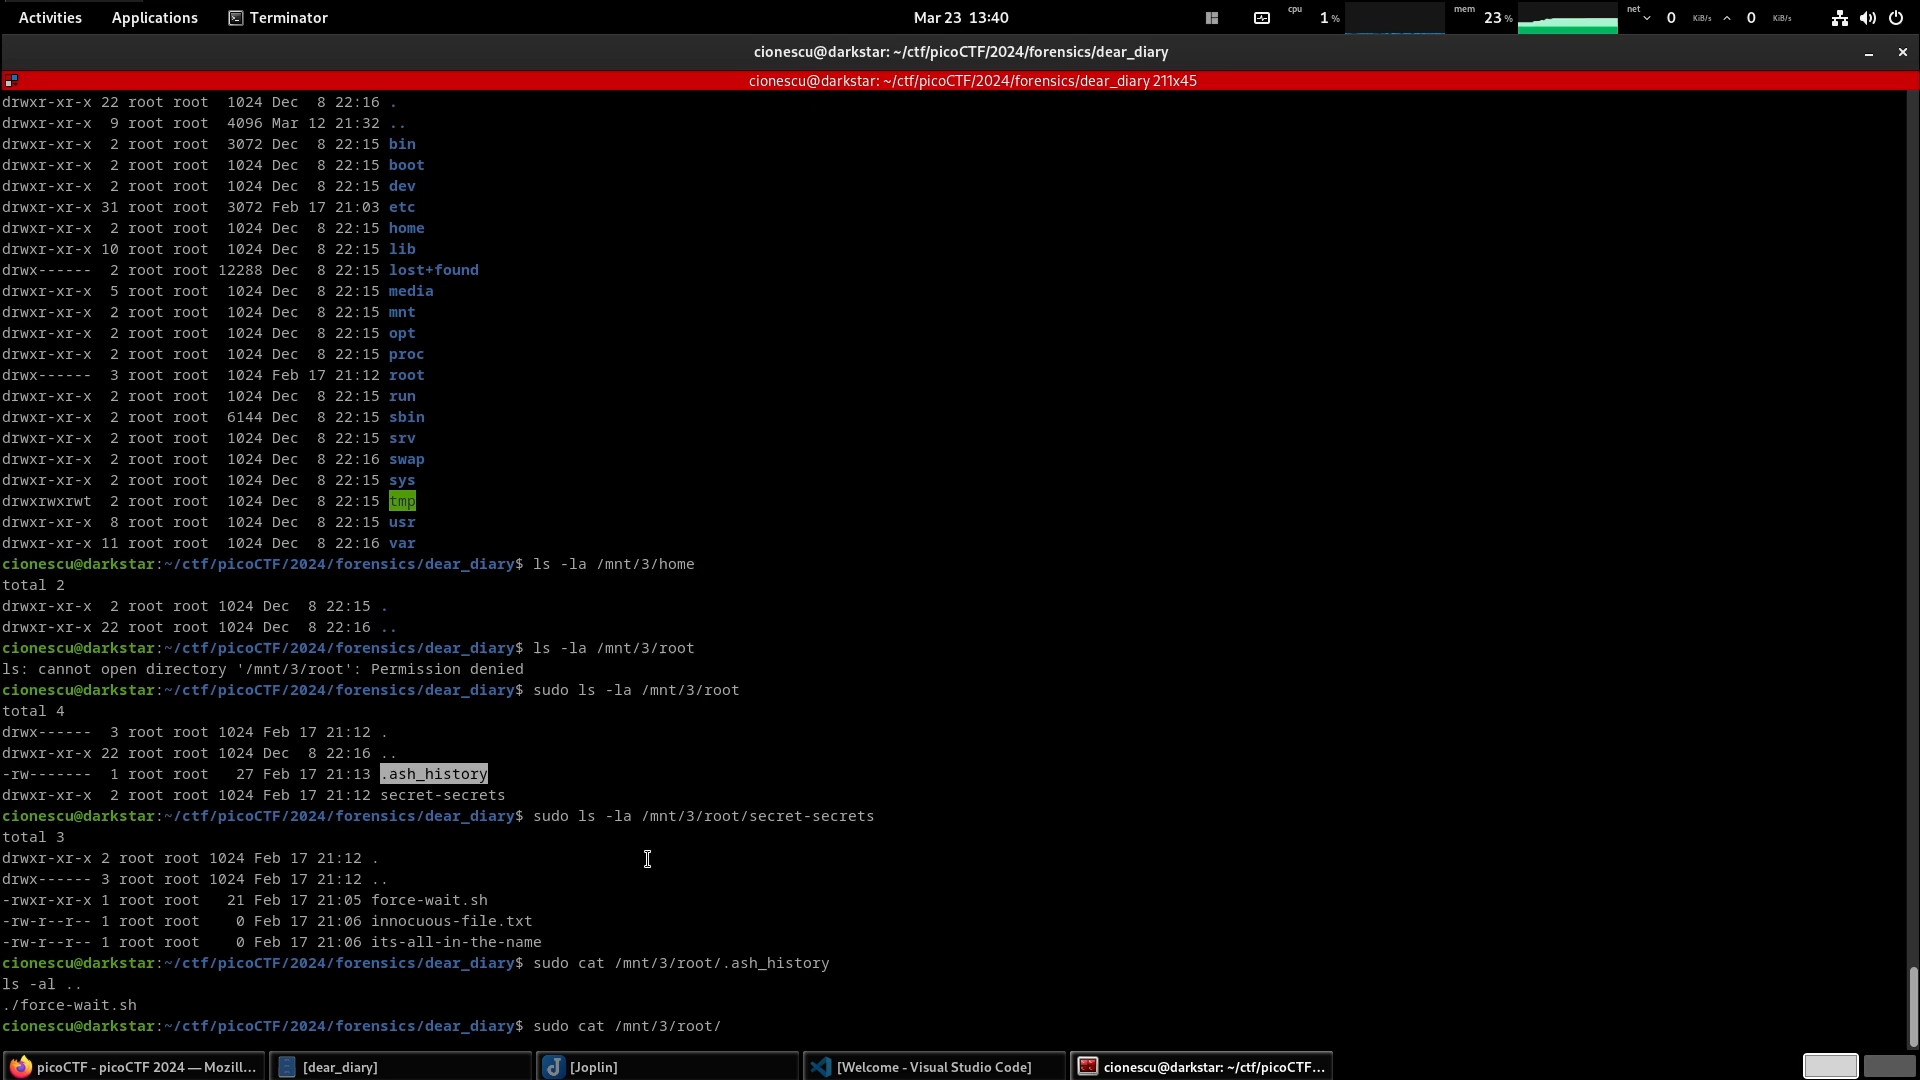 Activities Applications Terminator Mar 23 13:40 cpu 1 % mem 23 % net 0 KiB/s 0 KiB/s
cionescu@darkstar: ~/ctf/picoCTF/2024/forensics/dear_diary
cionescu@darkstar: ~/ctf/picoCTF/2024/forensics/dear_diary 211x45
drwxr-xr-x 22 root root  1024 Dec  8 22:16 .
drwxr-xr-x  9 root root  4096 Mar 12 21:32 ..
drwxr-xr-x  2 root root  3072 Dec  8 22:15 bin
drwxr-xr-x  2 root root  1024 Dec  8 22:15 boot
drwxr-xr-x  2 root root  1024 Dec  8 22:15 dev
drwxr-xr-x 31 root root  3072 Feb 17 21:03 etc
drwxr-xr-x  2 root root  1024 Dec  8 22:15 home
drwxr-xr-x 10 root root  1024 Dec  8 22:15 lib
drwx------  2 root root 12288 Dec  8 22:15 lost+found
drwxr-xr-x  5 root root  1024 Dec  8 22:15 media
drwxr-xr-x  2 root root  1024 Dec  8 22:15 mnt
drwxr-xr-x  2 root root  1024 Dec  8 22:15 opt
drwxr-xr-x  2 root root  1024 Dec  8 22:15 proc
drwx------  3 root root  1024 Feb 17 21:12 root
drwxr-xr-x  2 root root  1024 Dec  8 22:15 run
drwxr-xr-x  2 root root  6144 Dec  8 22:15 sbin
drwxr-xr-x  2 root root  1024 Dec  8 22:15 srv
drwxr-xr-x  2 root root  1024 Dec  8 22:16 swap
drwxr-xr-x  2 root root  1024 Dec  8 22:15 sys
drwxrwxrwt  2 root root  1024 Dec  8 22:15 tmp
drwxr-xr-x  8 root root  1024 Dec  8 22:15 usr
drwxr-xr-x 11 root root  1024 Dec  8 22:16 var
cionescu@darkstar:~/ctf/picoCTF/2024/forensics/dear_diary$ ls -la /mnt/3/home
total 2
drwxr-xr-x  2 root root 1024 Dec  8 22:15 .
drwxr-xr-x 22 root root 1024 Dec  8 22:16 ..
cionescu@darkstar:~/ctf/picoCTF/2024/forensics/dear_diary$ ls -la /mnt/3/root
ls: cannot open directory '/mnt/3/root': Permission denied
cionescu@darkstar:~/ctf/picoCTF/2024/forensics/dear_diary$ sudo ls -la /mnt/3/root
total 4
drwx------  3 root root 1024 Feb 17 21:12 .
drwxr-xr-x 22 root root 1024 Dec  8 22:16 ..
-rw-------  1 root root   27 Feb 17 21:13 .ash_history
drwxr-xr-x  2 root root 1024 Feb 17 21:12 secret-secrets
cionescu@darkstar:~/ctf/picoCTF/2024/forensics/dear_diary$ sudo ls -la /mnt/3/root/secret-secrets
total 3
drwxr-xr-x 2 root root 1024 Feb 17 21:12 .
drwx------ 3 root root 1024 Feb 17 21:12 ..
-rwxr-xr-x 1 root root   21 Feb 17 21:05 force-wait.sh
-rw-r--r-- 1 root root    0 Feb 17 21:06 innocuous-file.txt
-rw-r--r-- 1 root root    0 Feb 17 21:06 its-all-in-the-name
cionescu@darkstar:~/ctf/picoCTF/2024/forensics/dear_diary$ sudo cat /mnt/3/root/.ash_history
ls -al ..
./force-wait.sh
cionescu@darkstar:~/ctf/picoCTF/2024/forensics/dear_diary$ sudo cat /mnt/3/root/
picoCTF - picoCTF 2024 — Mozill... [dear_diary] [Joplin] [Welcome - Visual Studio Code] cionescu@darkstar: ~/ctf/picoCTF...